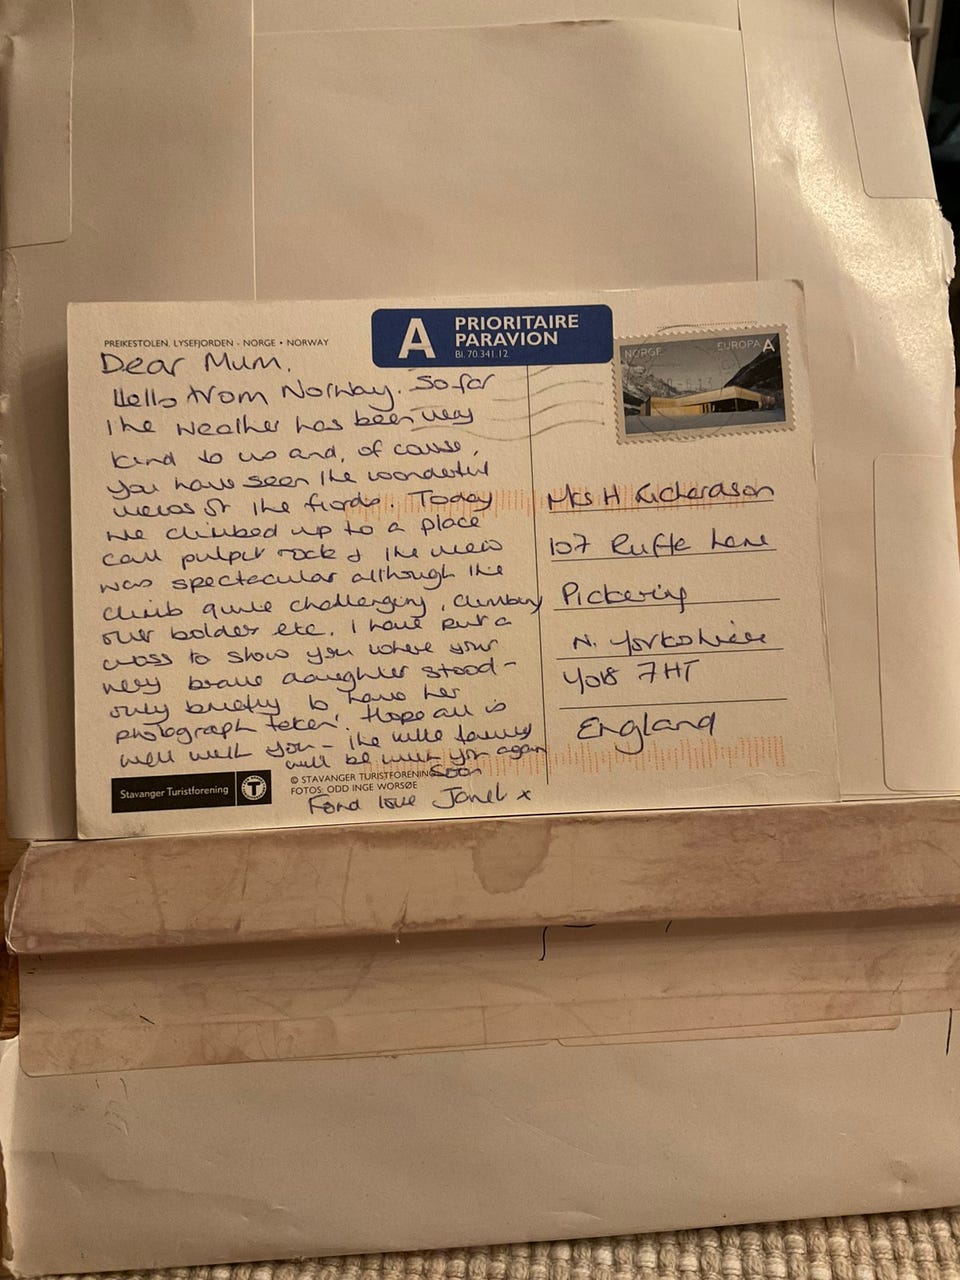 PREIKESTOLEN, LYSEFJORDEN - NORGE • NORWAY
A PRIORITAIRE
PARAVION
Bl. 70.341.12
NORGE EUROPA A
Dear Mum,
Hello from Norway. So far
the weather has been very
kind to us and, of cause,
you have seen the wonderful
views of the fiords. Today
we climbed up to a place
call pulpit rock & the view
was spectacular although the
climb quite challenging, climbing
over bolder etc. I have put a
cross to show you where your
very brave daughter stood -
only briefly to have her
photograph taken! Hope all is
well with you - the
will be with you again
soon
Fond love Janet x
Mrs H Richardson
107 Ruffa Lane
Pickering
N. Yorkshire
YO18 7HT
England
Stavanger Turistforening T
© STAVANGER TURISTFORENING
FOTOS: ODD INGE WORSØE